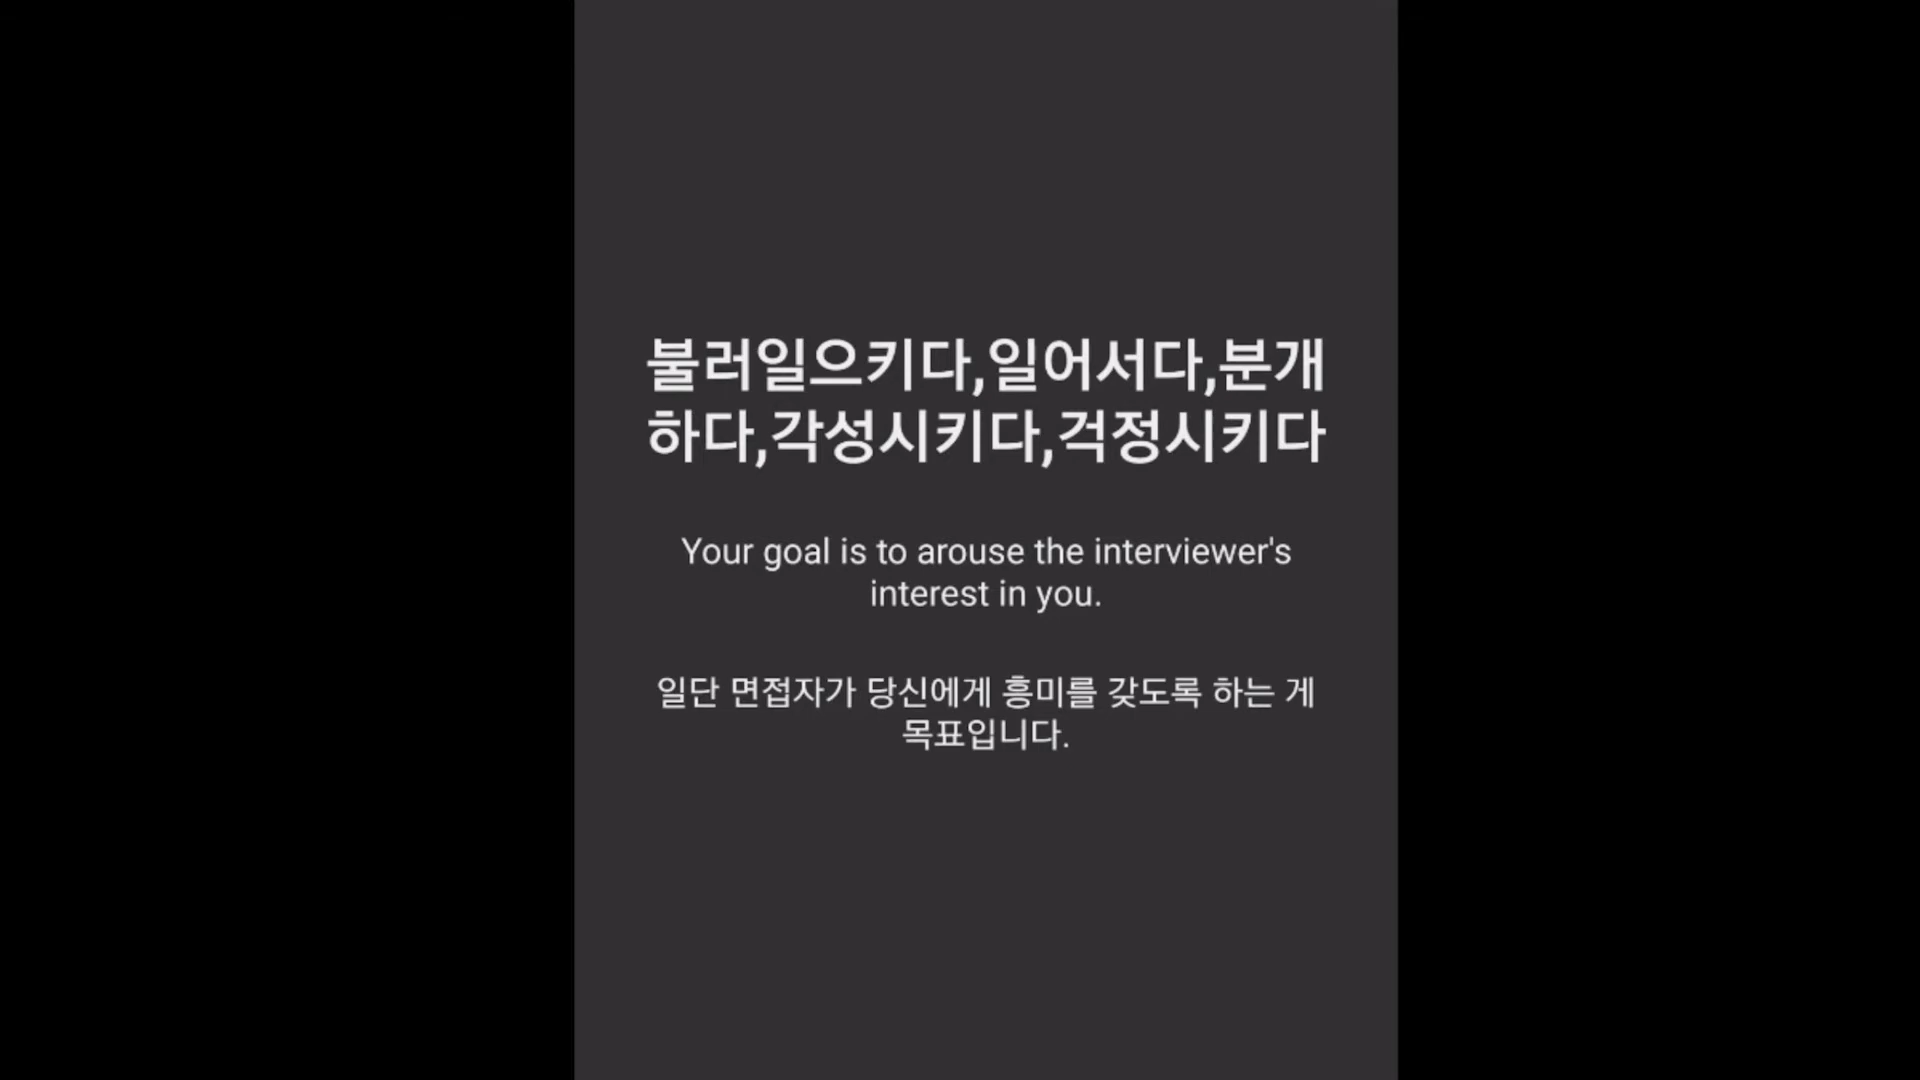 불러일으키다,일어서다,분개
하다,각성시키다,걱정시키다
Your goal is to arouse the interviewer's
interest in you.
일단 면접자가 당신에게 흥미를 갖도록 하는 게
목표입니다.